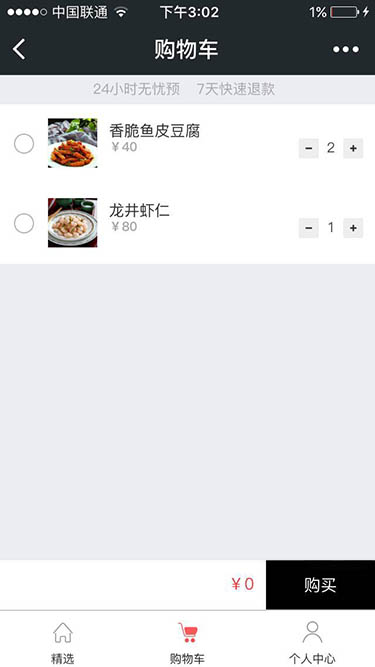 中国联通 下午3:02 1%
购物车
24小时无忧预 7天快速退款
香脆鱼皮豆腐
￥40
2
龙井虾仁
￥80
1
￥0 购买
精选 购物车 个人中心